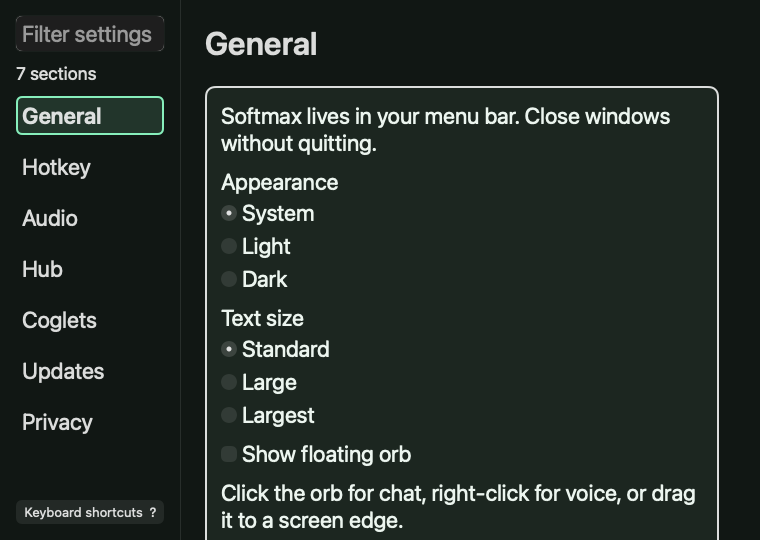 Filter settings
7 sections
General
Hotkey
Audio
Hub
Coglets
Updates
Privacy
Keyboard shortcuts ?
General
Softmax lives in your menu bar. Close windows
without quitting.
Appearance
System
Light
Dark
Text size
Standard
Large
Largest
Show floating orb
Click the orb for chat, right-click for voice, or drag
it to a screen edge.